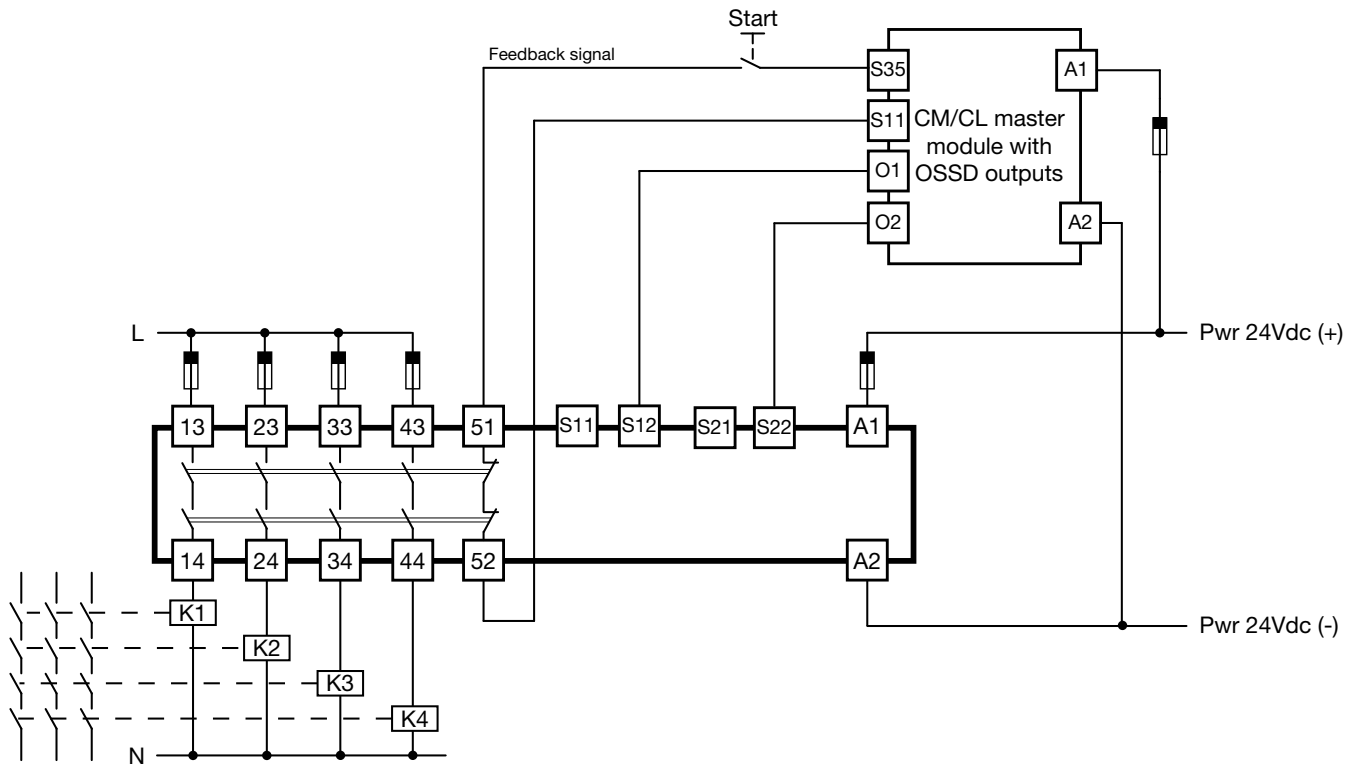 Start
Feedback signal
S35
A1
S11
CM/CL master
module with
OSSD outputs
O1
O2
A2
L
Pwr 24Vdc (+)
13
23
33
43
51
S11
S12
S21
S22
A1
14
24
34
44
52
A2
K1
K2
K3
K4
Pwr 24Vdc (-)
N